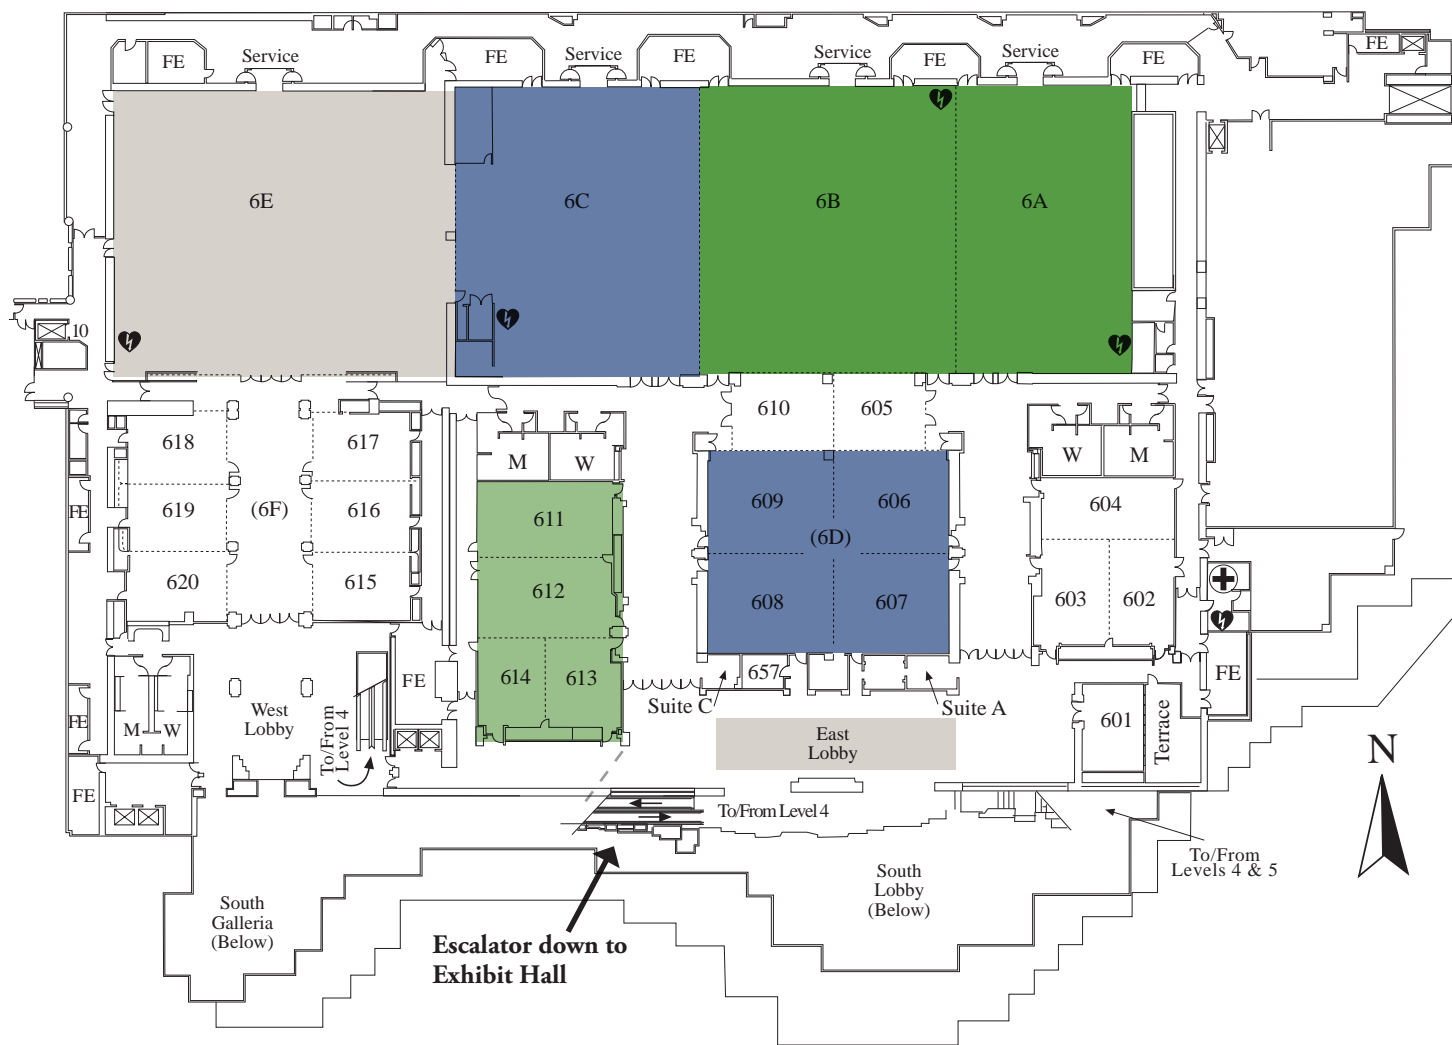 FE
Service
FE
Service
FE
Service
FE
Service
FE
FE
6E
6C
6B
6A
10
610
605
618
617
M
W
W
M
619
(6F)
616
FE
611
609
606
604
(6D)
620
615
612
608
607
603
602
614
613
657
FE
FE
Suite C
Suite A
FE
M
W
West
Lobby
To/From
Level 4
East
Lobby
601
Terrace
N
FE
To/From Level 4
To/From
Levels 4 & 5
South
Galleria
(Below)
South
Lobby
(Below)
Escalator down to
Exhibit Hall